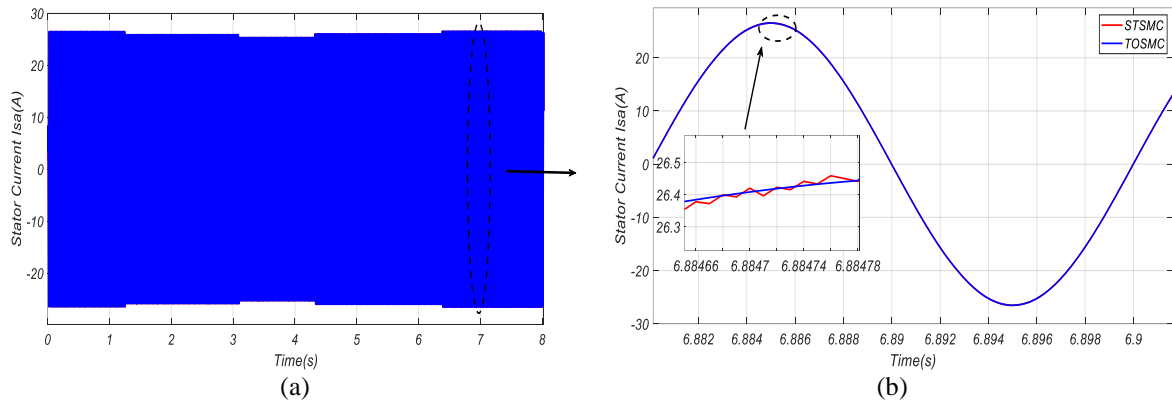 30
20
10
0
-10
-20
Stator Current Isa(A)
0 1 2 3 4 5 6 7 8
Time(s)
(a)
20
10
0
-10
-20
-30
Stator Current Isa(A)
STSMC
TOSMC
26.5
26.4
26.3
6.88466 6.8847 6.88474 6.88478
6.882 6.884 6.886 6.888 6.89 6.892 6.894 6.896 6.898 6.9
Time(s)
(b)